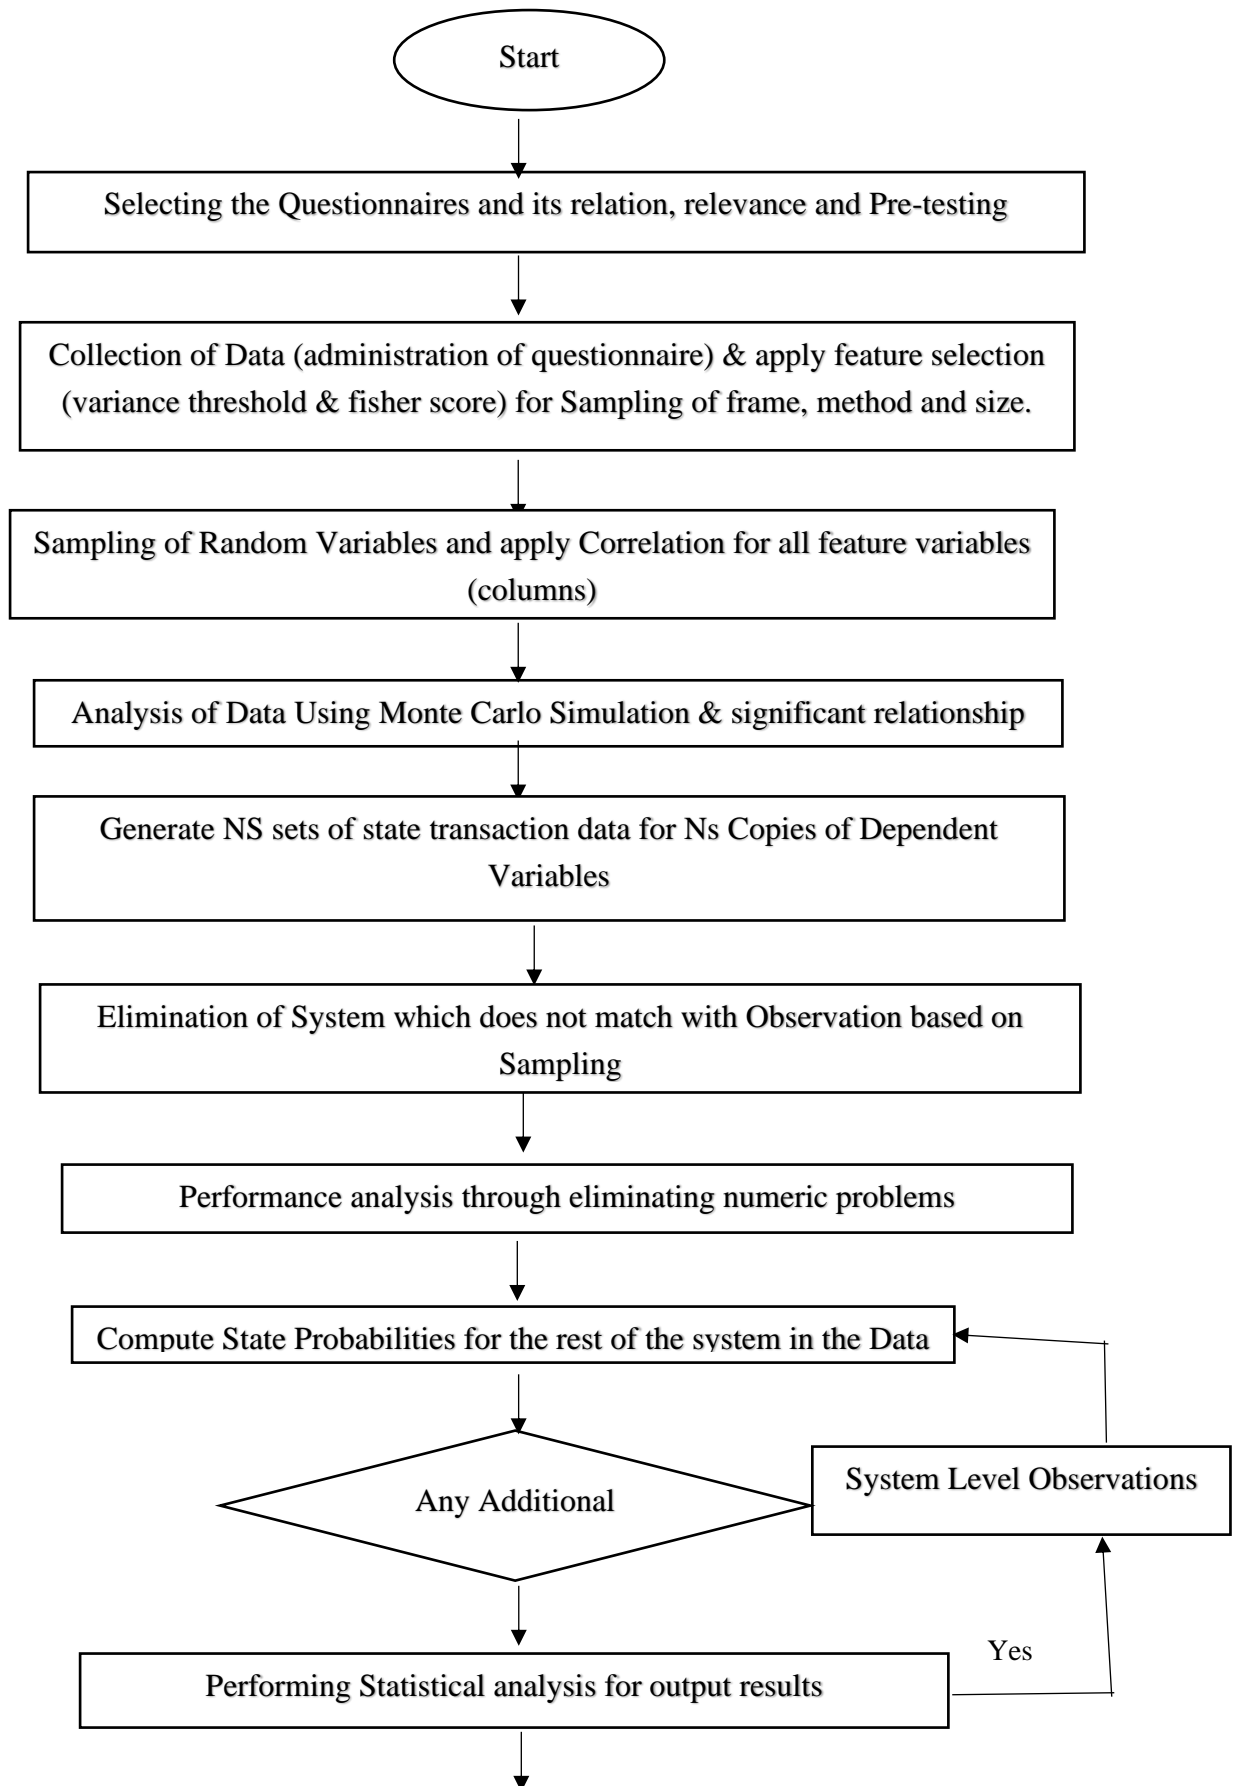 Start
Selecting the Questionnaires and its relation, relevance and Pre-testing
Collection of Data (administration of questionnaire) & apply feature selection
(variance threshold & fisher score) for Sampling of frame, method and size.
Sampling of Random Variables and apply Correlation for all feature variables
(columns)
Analysis of Data Using Monte Carlo Simulation & significant relationship
Generate NS sets of state transaction data for Ns Copies of Dependent
Variables
Elimination of System which does not match with Observation based on
Sampling
Performance analysis through eliminating numeric problems
Compute State Probabilities for the rest of the system in the Data
Any Additional
System Level Observations
Yes
Performing Statistical analysis for output results